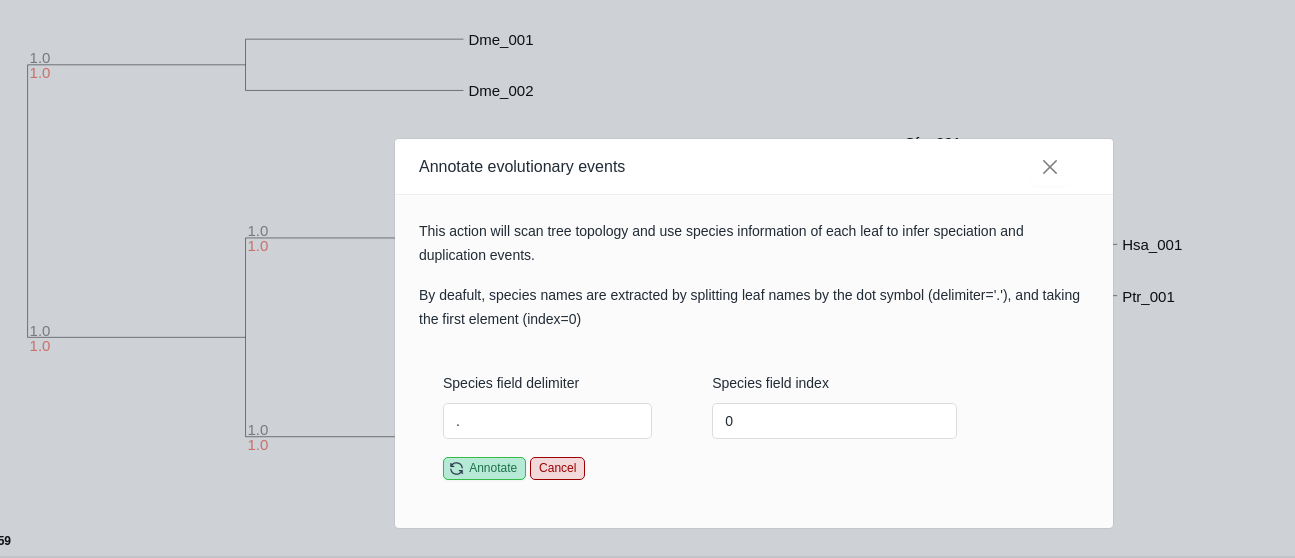 Dme_001
1.0
1.0
Dme_002
Annotate evolutionary events
This action will scan tree topology and use species information of each leaf to infer speciation and
duplication events.
1.0
1.0
Hsa_001
By deafult, species names are extracted by splitting leaf names by the dot symbol (delimiter='.'), and taking
the first element (index=0)
Ptr_001
1.0
1.0
Species field delimiter
Species field index
.
0
1.0
1.0
Annotate
Cancel
59